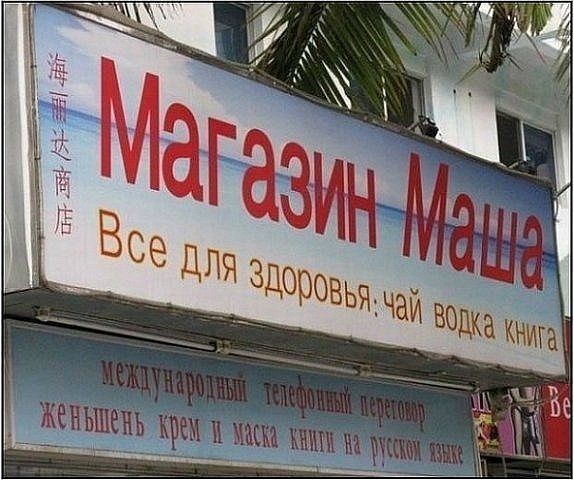 海丽达商店
Магазин Маша
Все для здоровья: чай водка книга
международный телефонный переговор
женьшень крем и маска книги на русском языке
Ве